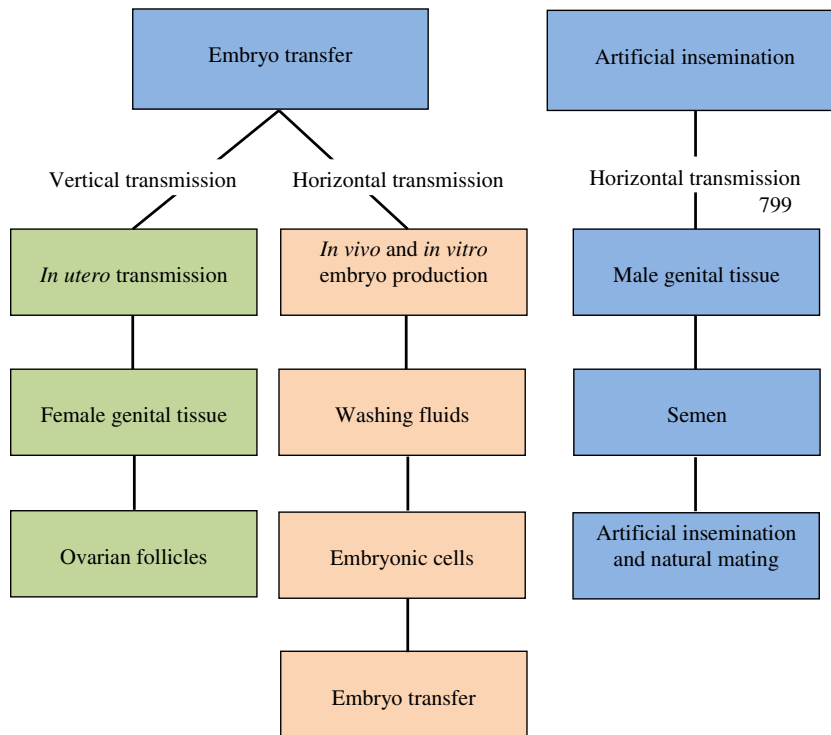 Embryo transfer
Artificial insemination
Vertical transmission
Horizontal transmission
Horizontal transmission
799
In utero transmission
In vivo and in vitro
embryo production
Male genital tissue
Female genital tissue
Washing fluids
Semen
Ovarian follicles
Embryonic cells
Artificial insemination
and natural mating
Embryo transfer